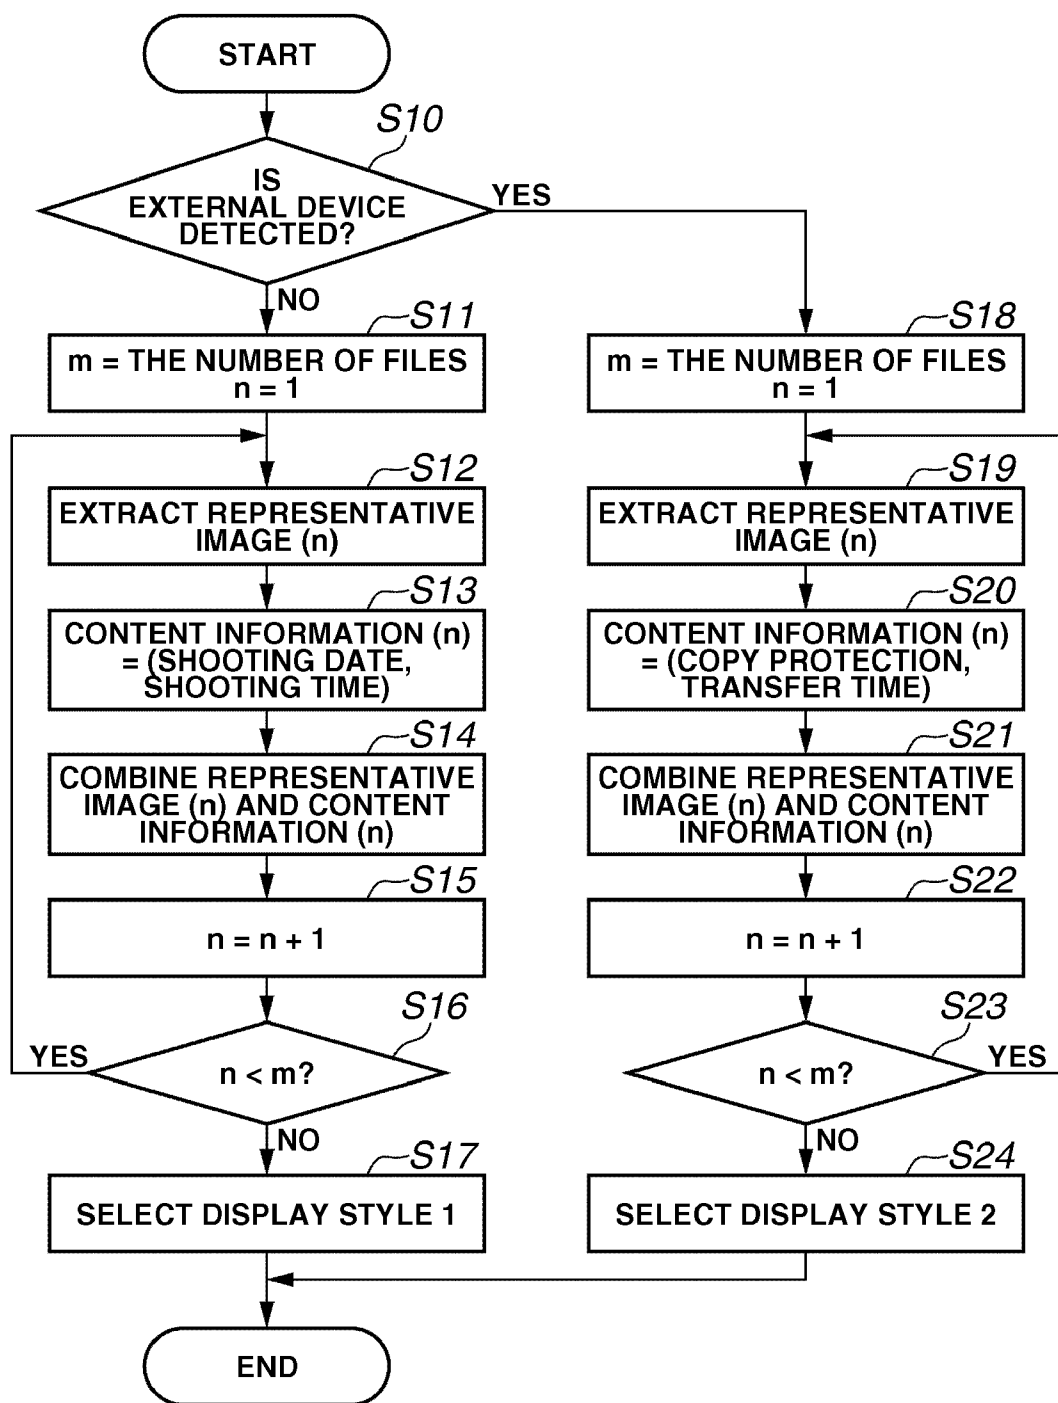 START
S10
IS
EXTERNAL DEVICE
DETECTED?
YES
NO
S11
m = THE NUMBER OF FILES
n = 1
S12
EXTRACT REPRESENTATIVE
IMAGE (n)
S13
CONTENT INFORMATION (n)
= (SHOOTING DATE,
SHOOTING TIME)
S14
COMBINE REPRESENTATIVE
IMAGE (n) AND CONTENT
INFORMATION (n)
S15
n = n + 1
S16
YES
n < m?
NO
S17
SELECT DISPLAY STYLE 1
S18
m = THE NUMBER OF FILES
n = 1
S19
EXTRACT REPRESENTATIVE
IMAGE (n)
S20
CONTENT INFORMATION (n)
= (COPY PROTECTION,
TRANSFER TIME)
S21
COMBINE REPRESENTATIVE
IMAGE (n) AND CONTENT
INFORMATION (n)
S22
n = n + 1
S23
n < m?
YES
NO
S24
SELECT DISPLAY STYLE 2
END